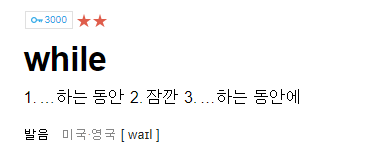 3000 ★★
while
1. ...하는 동안 2. 잠깐 3. ...하는 동안에
발음 미국·영국 [ waɪl ]